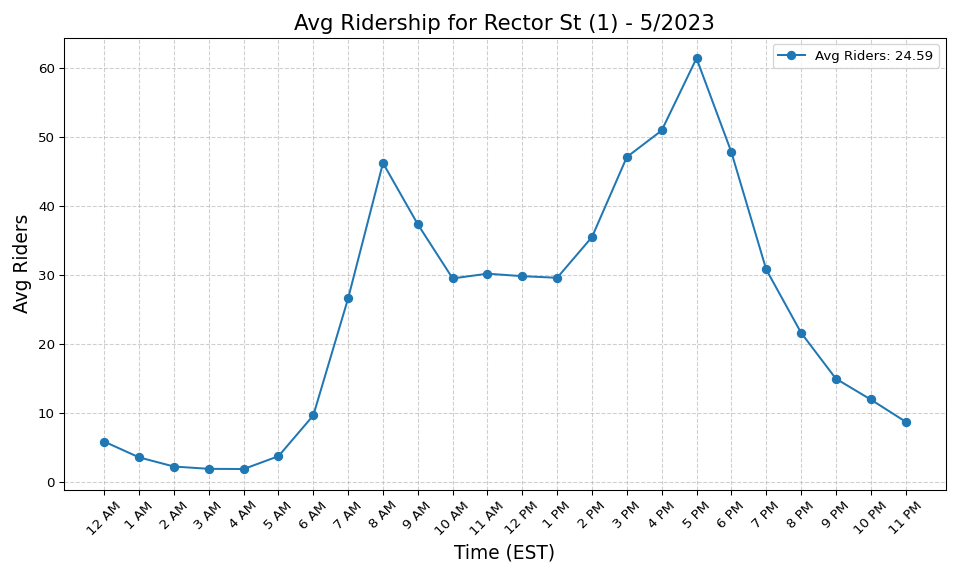 Avg Ridership for Rector St (1) - 5/2023
Avg Riders: 24.59
Avg Riders
60
50
40
30
20
10
0
12 AM
1 AM
2 AM
3 AM
4 AM
5 AM
6 AM
7 AM
8 AM
9 AM
10 AM
11 AM
12 PM
1 PM
2 PM
3 PM
4 PM
5 PM
6 PM
7 PM
8 PM
9 PM
10 PM
11 PM
Time (EST)